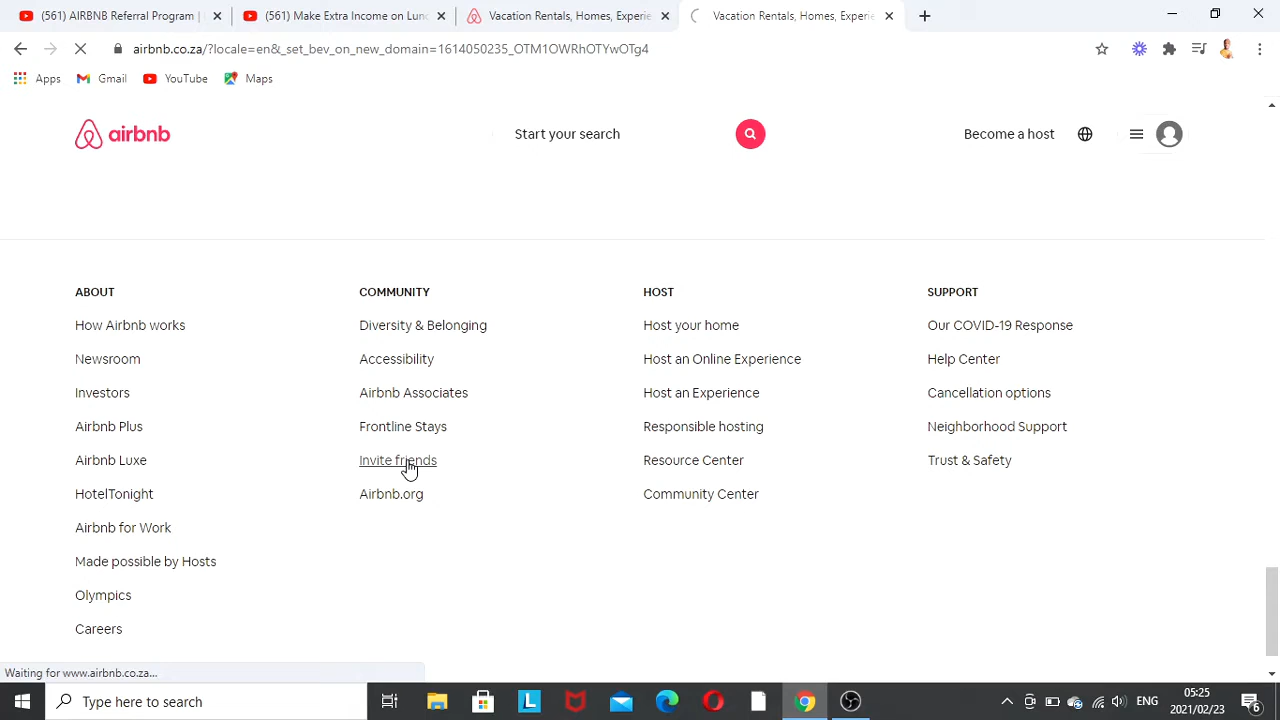 (561) AIRBNB Referral Program |
(561) Make Extra Income on Lunc
Vacation Rentals, Homes, Experie
Vacation Rentals, Homes, Experie
airbnb.co.za/?locale=en&_set_bev_on_new_domain=1614050235_OTM1OWRhOTYwOTg4
Apps
Gmail
YouTube
Maps
airbnb
Start your search
Become a host
ABOUT
How Airbnb works
Newsroom
Investors
Airbnb Plus
Airbnb Luxe
HotelTonight
Airbnb for Work
Made possible by Hosts
Olympics
Careers
COMMUNITY
Diversity & Belonging
Accessibility
Airbnb Associates
Frontline Stays
Invite friends
Airbnb.org
HOST
Host your home
Host an Online Experience
Host an Experience
Responsible hosting
Resource Center
Community Center
SUPPORT
Our COVID-19 Response
Help Center
Cancellation options
Neighborhood Support
Trust & Safety
Waiting for www.airbnb.co.za...
Type here to search
L
ENG
05:25
2021/02/23
6